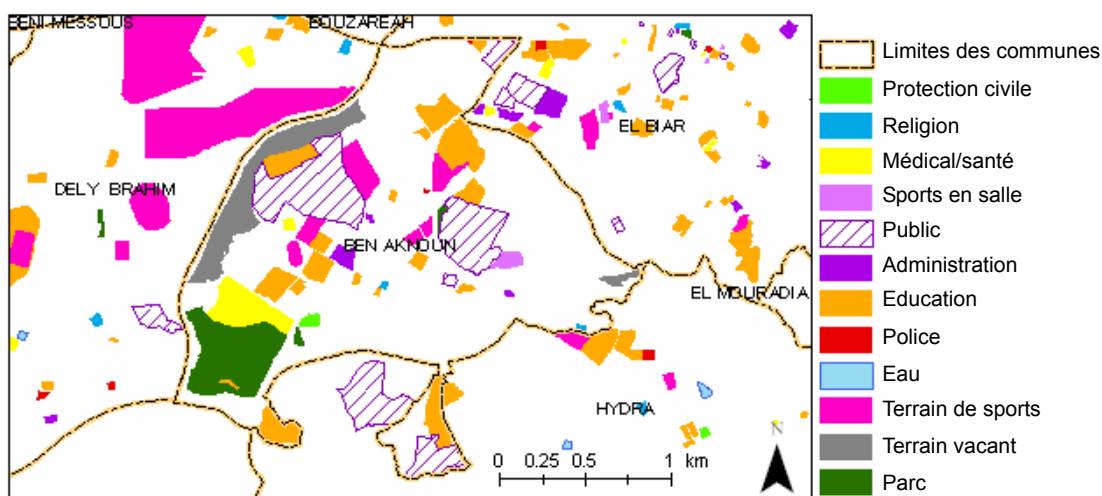 BENI-MESSOUS
BOUZAREAH
EL BIAR
DELY BRAHIM
BEN AKNOUN
EL MOURADIA
HYDRA
0 0.25 0.5 1 km
N
Limites des communes
Protection civile
Religion
Médical/santé
Sports en salle
Public
Administration
Education
Police
Eau
Terrain de sports
Terrain vacant
Parc